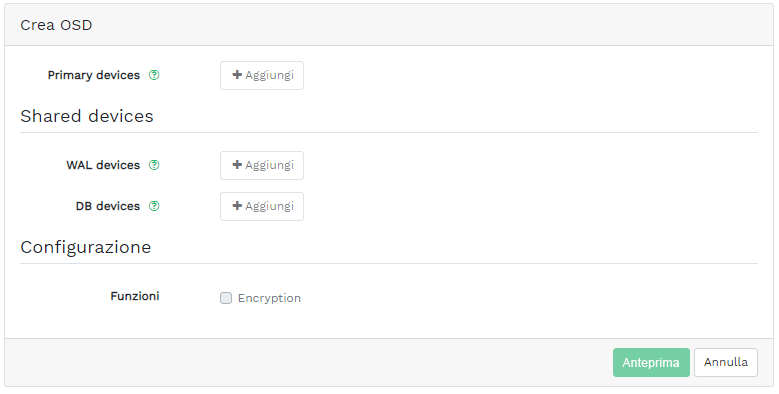 Crea OSD
Primary devices ? + Aggiungi
Shared devices
WAL devices ? + Aggiungi
DB devices ? + Aggiungi
Configurazione
Funzioni Encryption
Anteprima Annulla